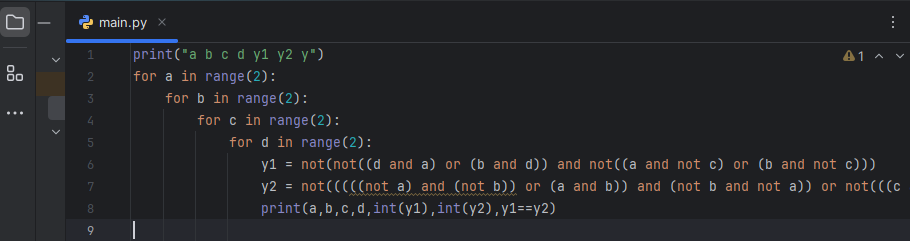 main.py
1
1 print("a b c d y1 y2 y")
2 for a in range(2):
3 for b in range(2):
4 for c in range(2):
5 for d in range(2):
6 y1 = not(not((d and a) or (b and d)) and not((a and not c) or (b and not c)))
7 y2 = not(((((not a) and (not b)) or (a and b)) and (not b and not a)) or not(((c
8 print(a,b,c,d,int(y1),int(y2),y1==y2)
9